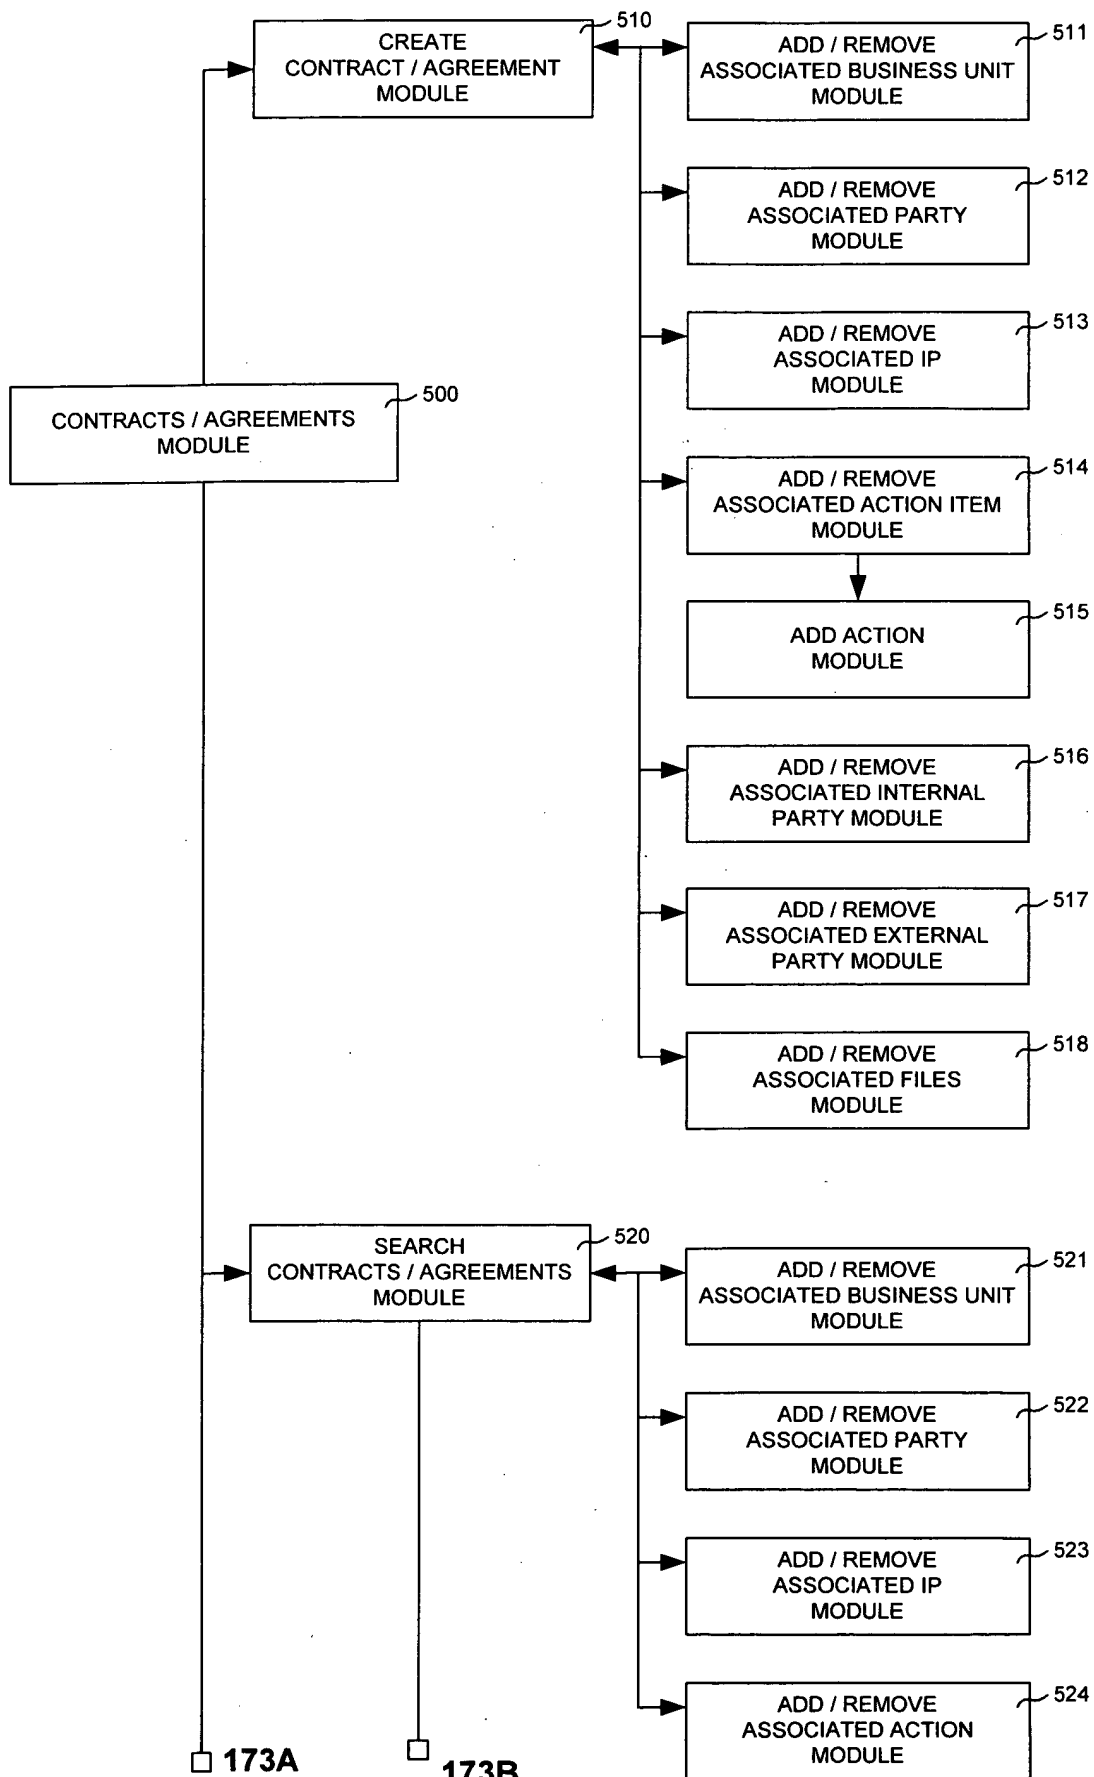 CREATE
CONTRACT / AGREEMENT
MODULE
510
ADD / REMOVE
ASSOCIATED BUSINESS UNIT
MODULE
511
ADD / REMOVE
ASSOCIATED PARTY
MODULE
512
ADD / REMOVE
ASSOCIATED IP
MODULE
513
CONTRACTS / AGREEMENTS
MODULE
500
ADD / REMOVE
ASSOCIATED ACTION ITEM
MODULE
514
ADD ACTION
MODULE
515
ADD / REMOVE
ASSOCIATED INTERNAL
PARTY MODULE
516
ADD / REMOVE
ASSOCIATED EXTERNAL
PARTY MODULE
517
ADD / REMOVE
ASSOCIATED FILES
MODULE
518
SEARCH
CONTRACTS / AGREEMENTS
MODULE
520
ADD / REMOVE
ASSOCIATED BUSINESS UNIT
MODULE
521
ADD / REMOVE
ASSOCIATED PARTY
MODULE
522
ADD / REMOVE
ASSOCIATED IP
MODULE
523
ADD / REMOVE
ASSOCIATED ACTION
MODULE
524
173A
173B